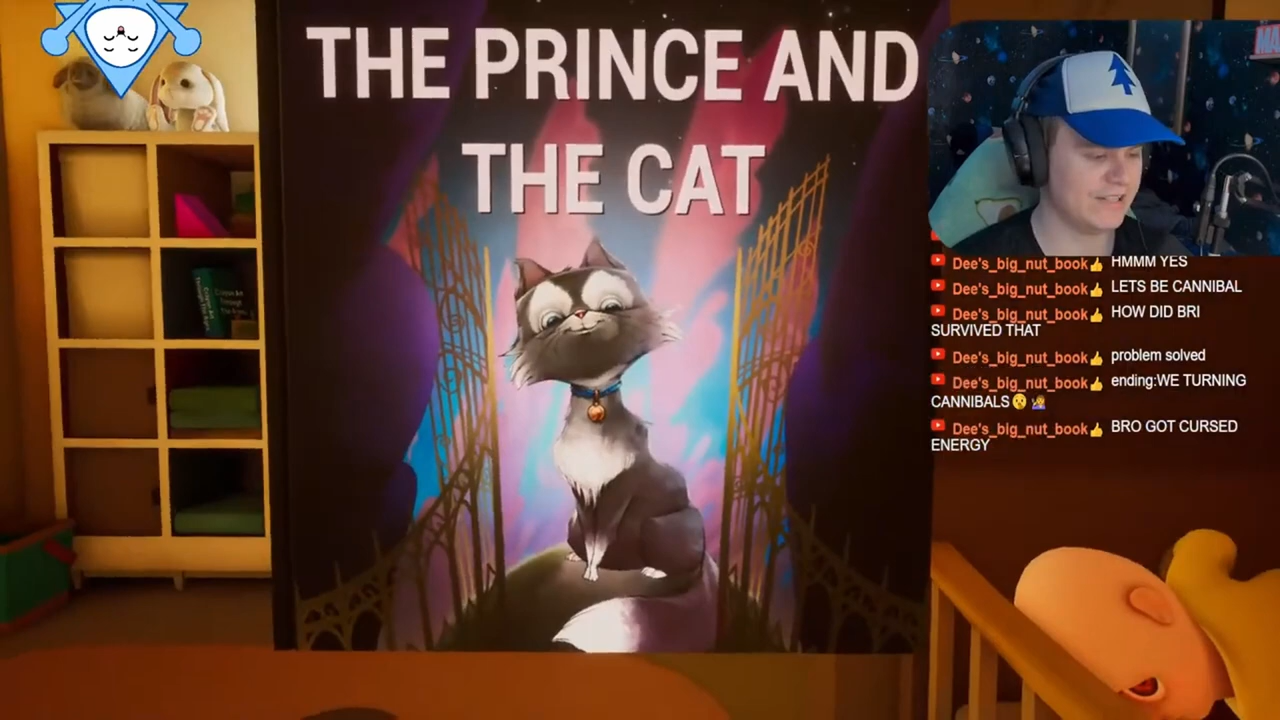 THE PRINCE AND
THE CAT
MA
Dee's_big_nut_book👍 HMMM YES
Dee's_big_nut_book👍 LETS BE CANNIBAL
Dee's_big_nut_book👍 HOW DID BRI
SURVIVED THAT
Dee's_big_nut_book👍 problem solved
Dee's_big_nut_book👍 ending:WE TURNING
CANNIBALS😮🤦‍♀️
Dee's_big_nut_book👍 BRO GOT CURSED
ENERGY